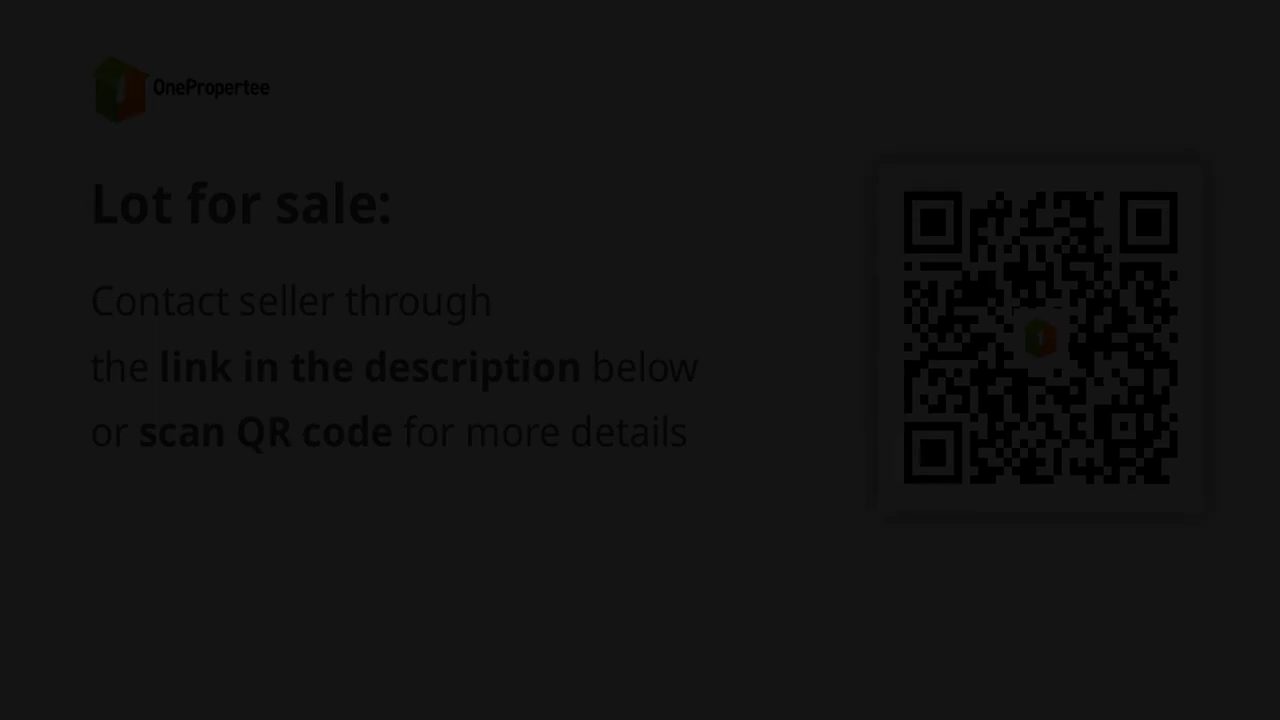 OnePropertee
Lot for sale:
Contact seller through
the link in the description below
or scan QR code for more details